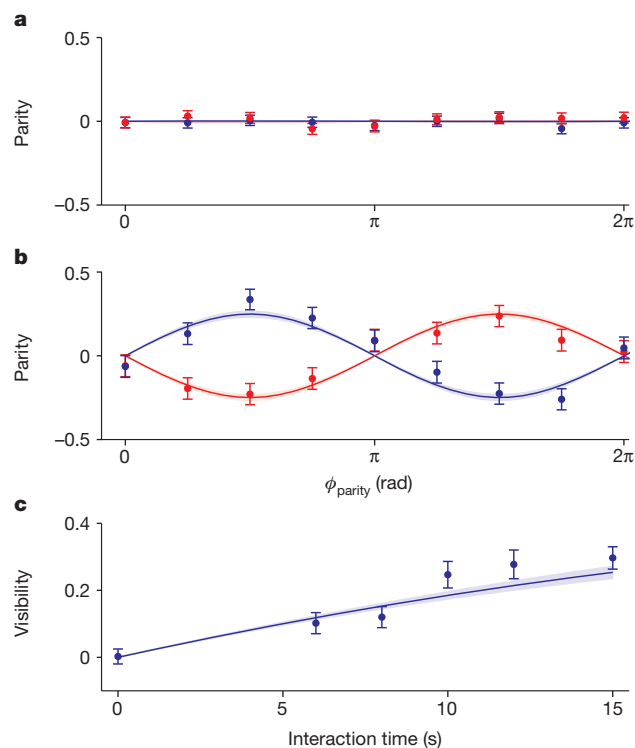 a
0.5
Parity
0
−0.5
0
π
2π
b
0.5
Parity
0
−0.5
0
π
2π
ϕparity (rad)
c
0.4
Visibility
0.2
0
0
5
10
15
Interaction time (s)